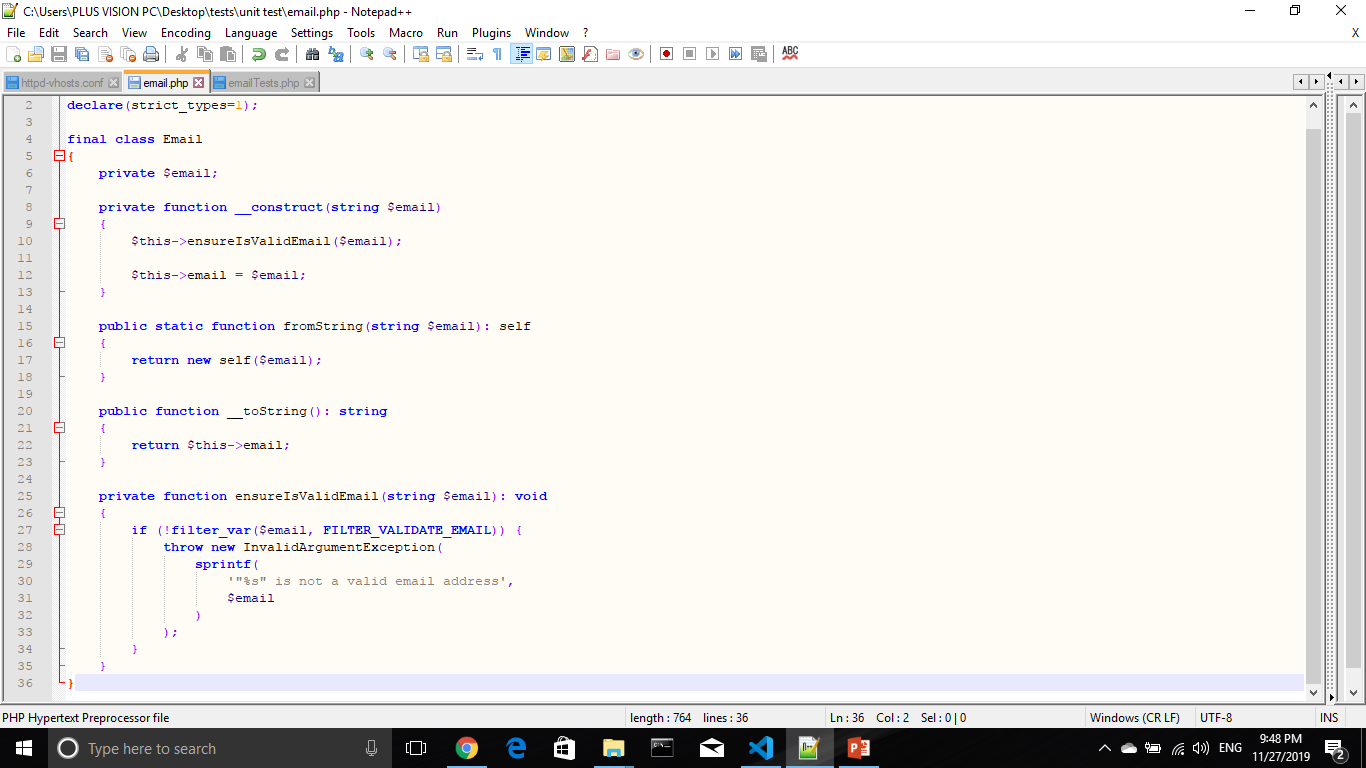 C:\Users\PLUS VISION PC\Desktop\tests\unit test\email.php - Notepad++
File Edit Search View Encoding Language Settings Tools Macro Run Plugins Window ? X
ABC
httpd-vhosts.conf email.php emailTests.php
2 declare(strict_types=1);
3
4 final class Email
5 {
6 private $email;
7
8 private function __construct(string $email)
9 {
10 $this->ensureIsValidEmail($email);
11
12 $this->email = $email;
13 }
14
15 public static function fromString(string $email): self
16 {
17 return new self($email);
18 }
19
20 public function __toString(): string
21 {
22 return $this->email;
23 }
24
25 private function ensureIsValidEmail(string $email): void
26 {
27 if (!filter_var($email, FILTER_VALIDATE_EMAIL)) {
28 throw new InvalidArgumentException(
29 sprintf(
30 '"%s" is not a valid email address',
31 $email
32 )
33 );
34 }
35 }
36 }
PHP Hypertext Preprocessor file length : 764 lines : 36 Ln : 36 Col : 2 Sel : 0 | 0 Windows (CR LF) UTF-8 INS
Type here to search ENG 9:48 PM
11/27/2019 2